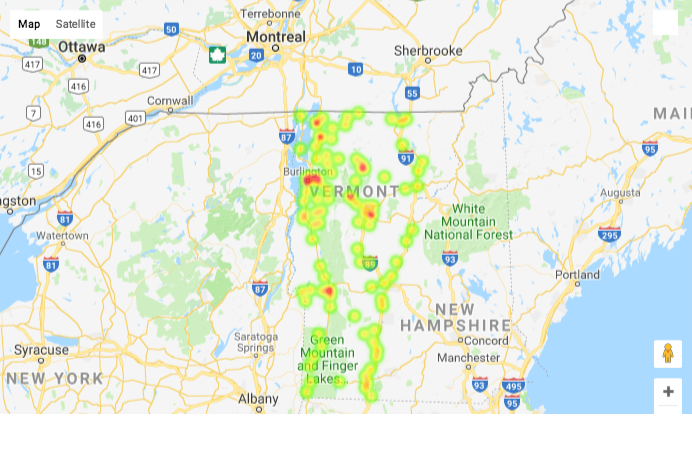 Map Satellite
Terrebonne
50
148
Montreal
Ottawa
Sherbrooke
417
417
20
10
416
55
Cornwall
7
416
401
87
MAI
91
95
15
Burlington
VERMONT
Augusta
gston
White
Mountain
National Forest
81
Watertown
295
81
93
89
Portland
87
NEW
HAMPSHIRE
Saratoga
Springs
Green
Mountain
and Finger
Lakes...
Concord
Syracuse
Manchester
NEW YORK
93
495
Albany
95
+